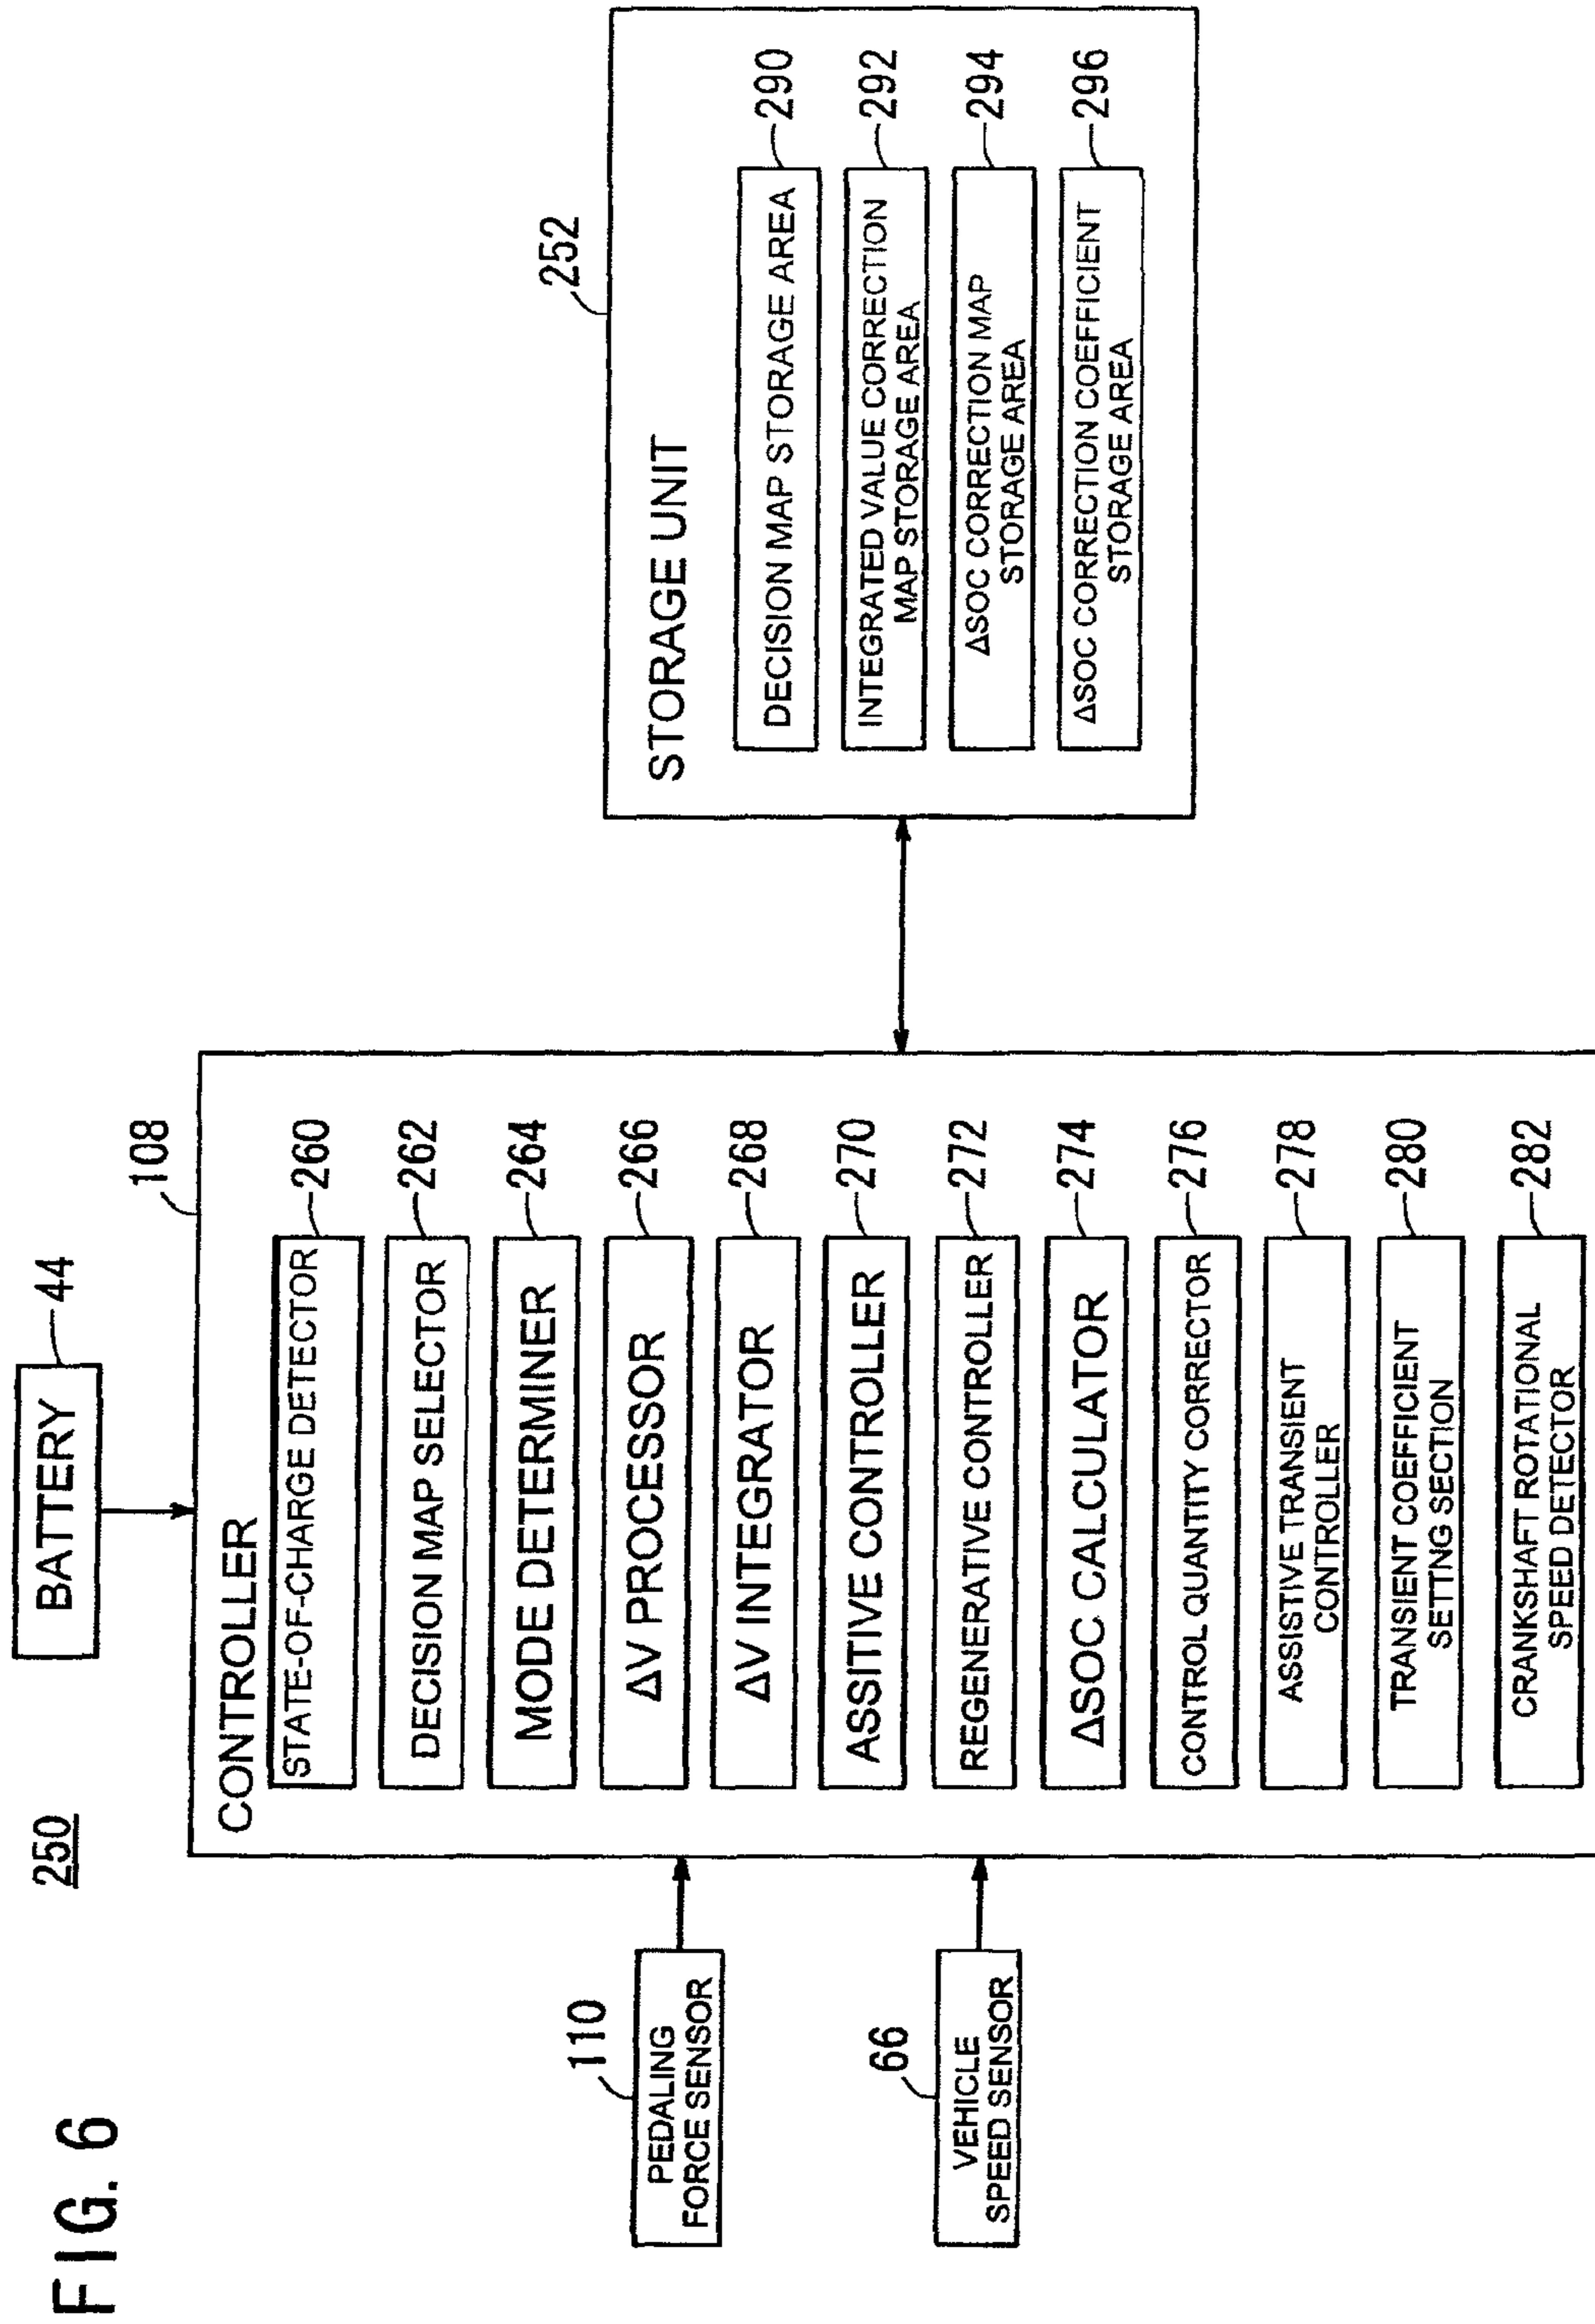 FIG. 6
250
BATTERY
44
108
CONTROLLER
STATE-OF-CHARGE DETECTOR
260
DECISION MAP SELECTOR
262
MODE DETERMINER
264
ΔV PROCESSOR
266
ΔV INTEGRATOR
268
ASSITIVE CONTROLLER
270
REGENERATIVE CONTROLLER
272
ΔSOC CALCULATOR
274
CONTROL QUANTITY CORRECTOR
276
ASSISTIVE TRANSIENT
CONTROLLER
278
TRANSIENT COEFFICIENT
SETTING SECTION
280
CRANKSHAFT ROTATIONAL
SPEED DETECTOR
282
110
PEDALING
FORCE SENSOR
66
VEHICLE
SPEED SENSOR
252
STORAGE UNIT
DECISION MAP STORAGE AREA
290
INTEGRATED VALUE CORRECTION
MAP STORAGE AREA
292
ΔSOC CORRECTION MAP
STORAGE AREA
294
ΔSOC CORRECTION COEFFICIENT
STORAGE AREA
296